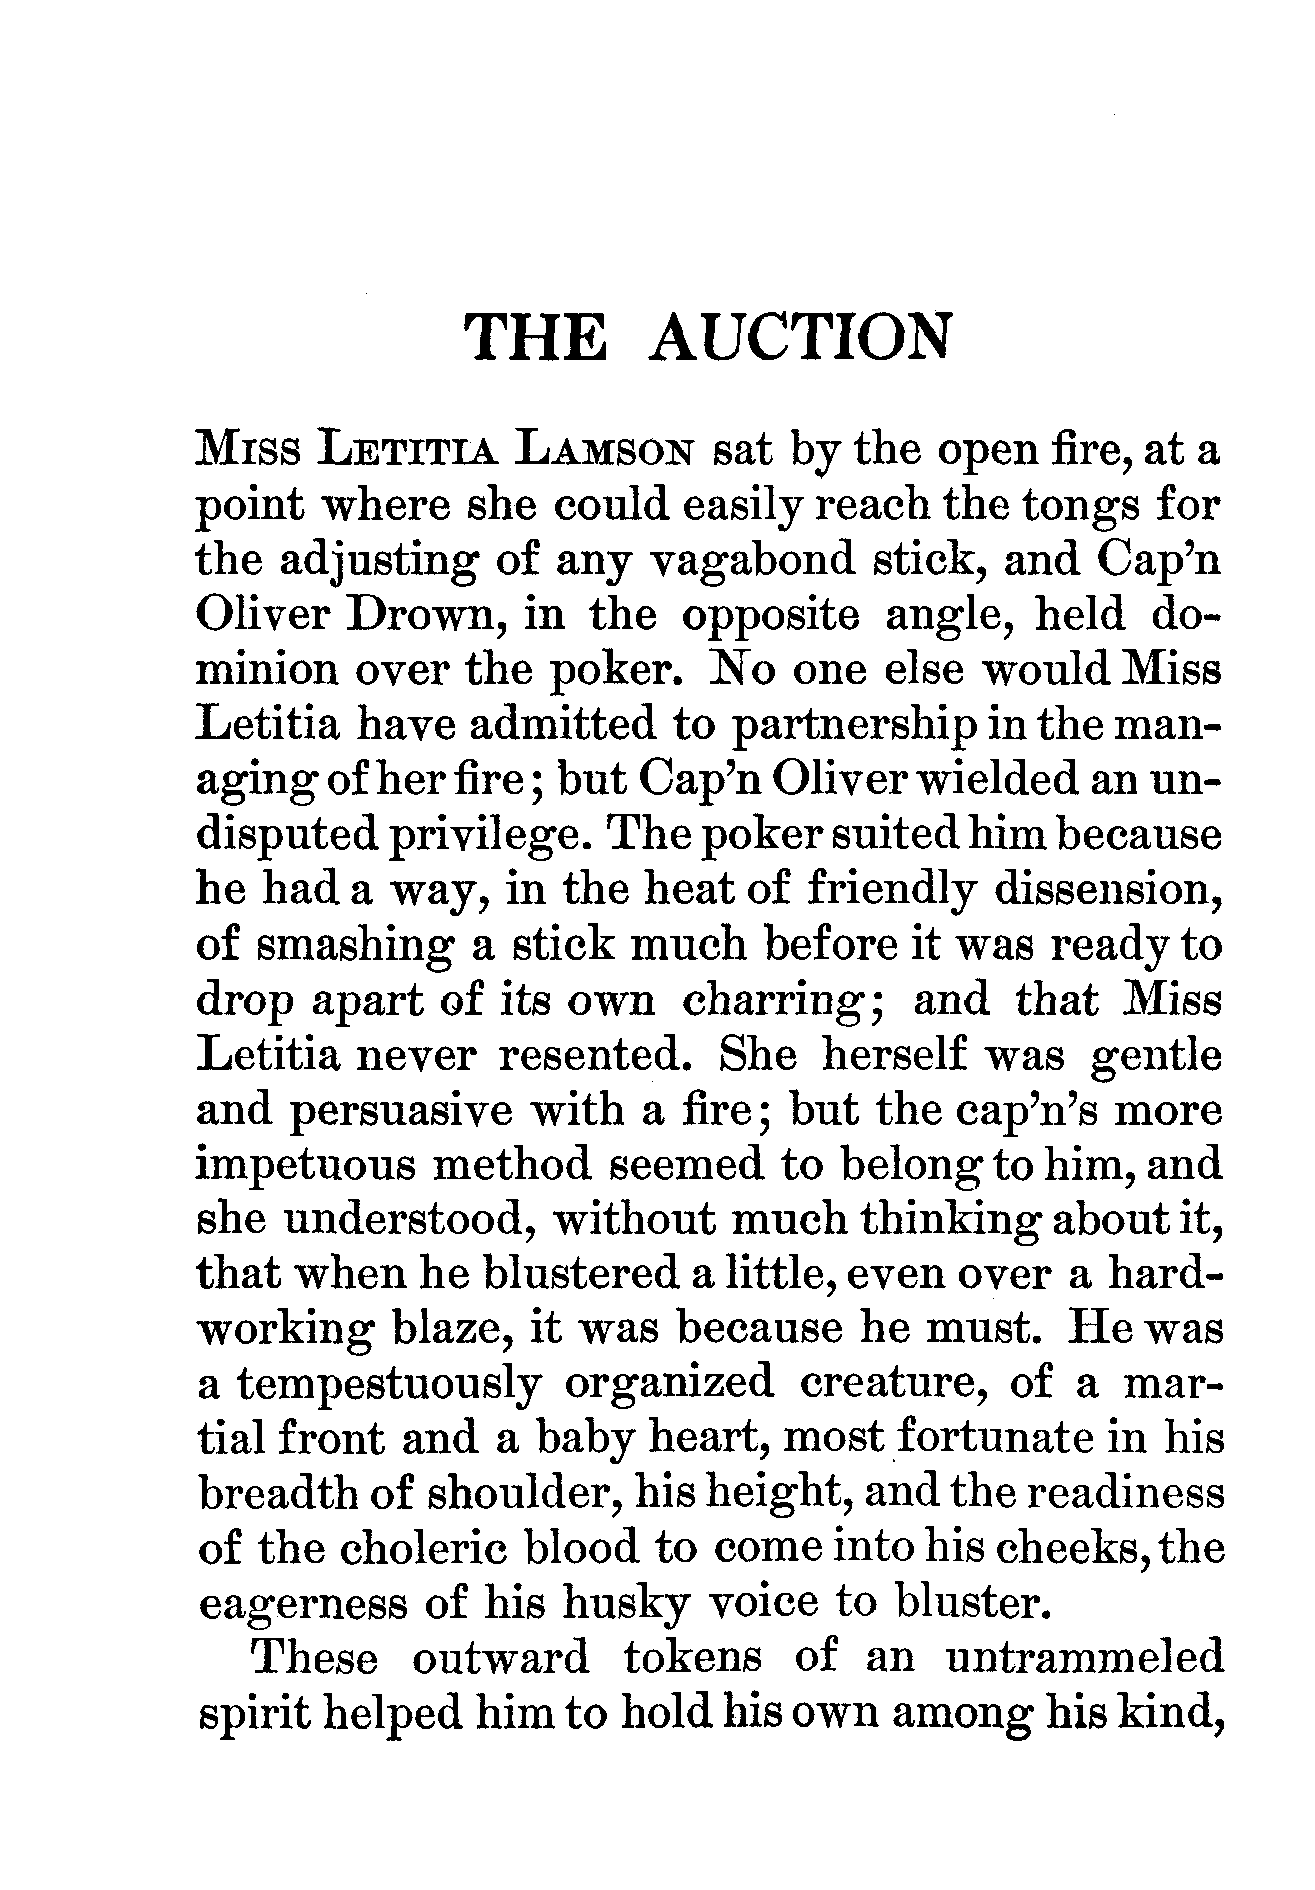 THE AUCTION
Miss Letitia Lamson sat by the open fire, at a
point where she could easily reach the tongs for
the adjusting of any vagabond stick, and Cap’n
Oliver Drown, in the opposite angle, held do-
minion over the poker. No one else would Miss
Letitia have admitted to partnership in the man-
aging of her fire; but Cap’n Oliver wielded an un-
disputed privilege. The poker suited him because
he had a way, in the heat of friendly dissension,
of smashing a stick much before it was ready to
drop apart of its own charring; and that Miss
Letitia never resented. She herself was gentle
and persuasive with a fire; but the cap’n’s more
impetuous method seemed to belong to him, and
she understood, without much thinking about it,
that when he blustered a little, even over a hard-
working blaze, it was because he must. He was
a tempestuously organized creature, of a mar-
tial front and a baby heart, most fortunate in his
breadth of shoulder, his height, and the readiness
of the choleric blood to come into his cheeks, the
eagerness of his husky voice to bluster.
These outward tokens of an untrammeled
spirit helped him to hold his own among his kind,